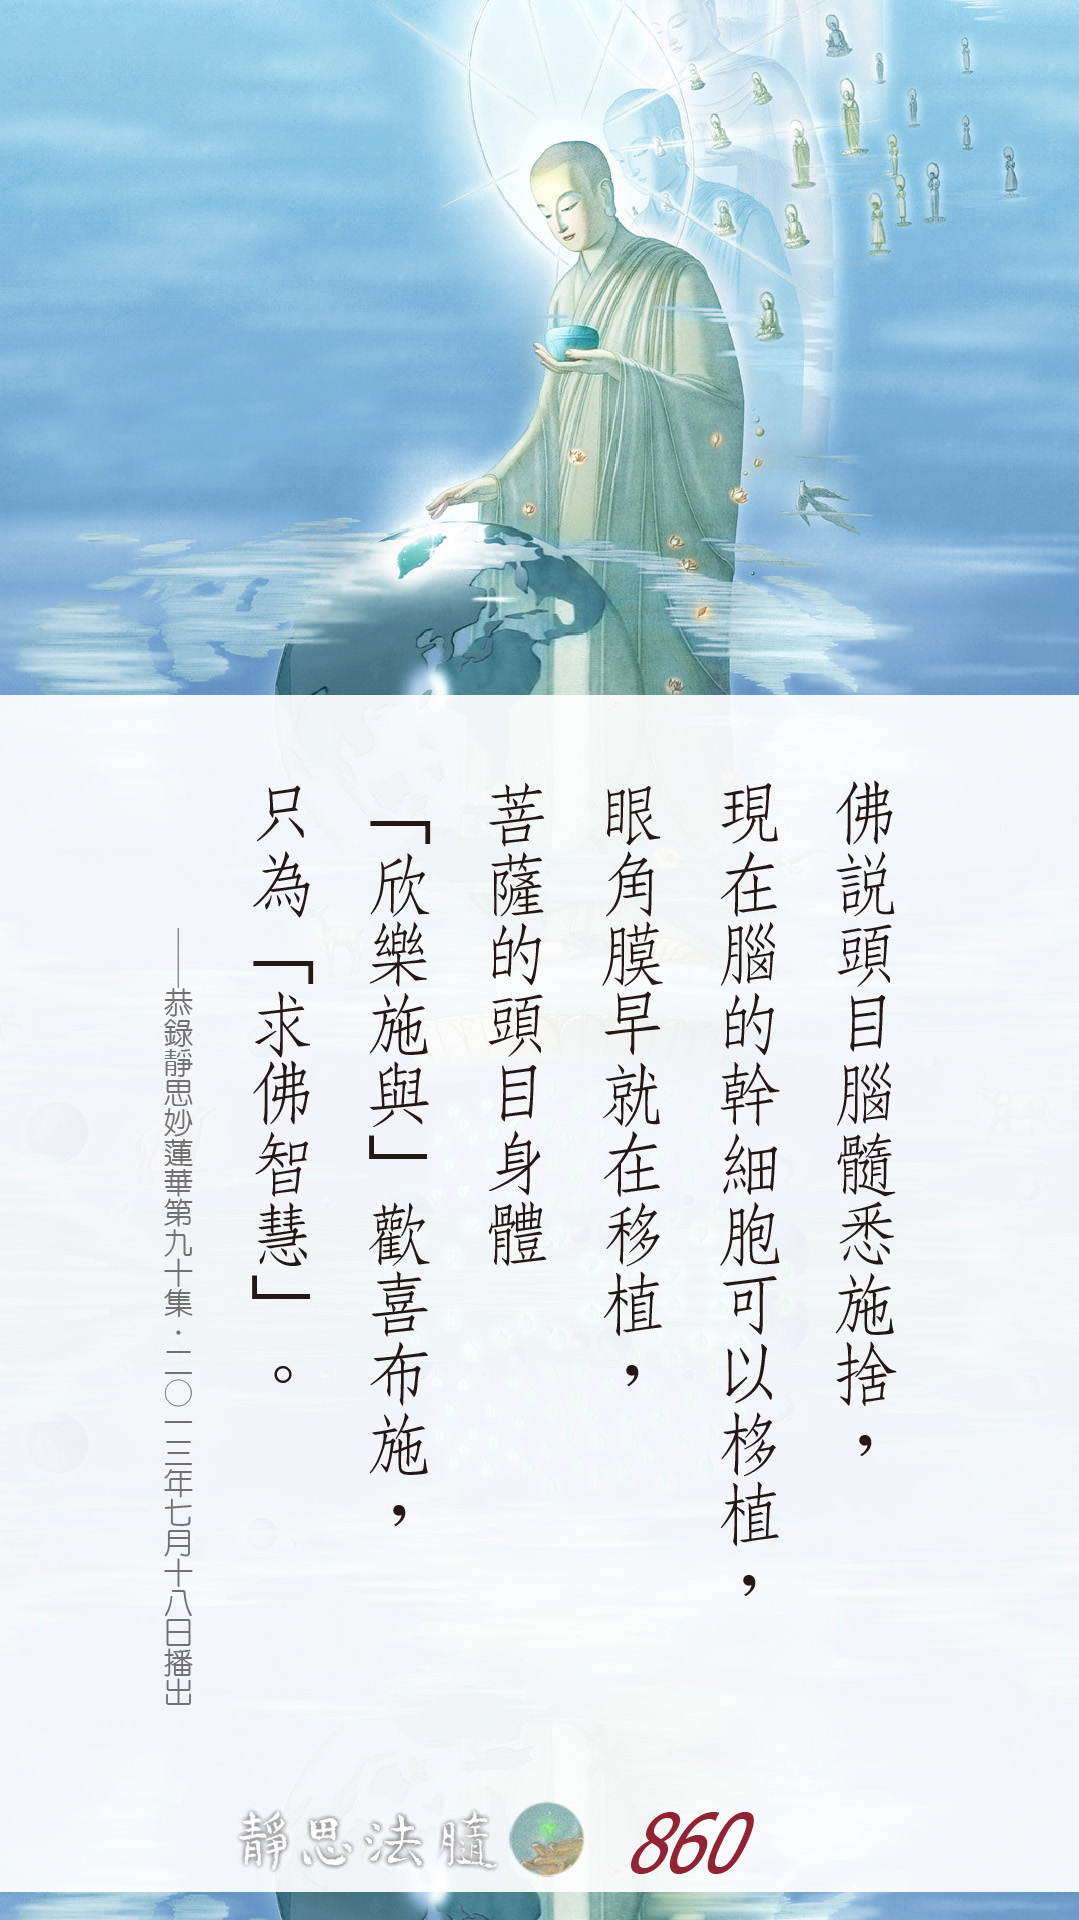 佛說頭目腦髓悉施捨，
現在腦的幹細胞可以移植，
眼角膜早就在移植，
菩薩的頭目身體
「欣樂施與」歡喜布施，
只為「求佛智慧」。
——恭錄靜思妙蓮華第九十集．二〇一三年七月十八日播出
靜思法髓
860